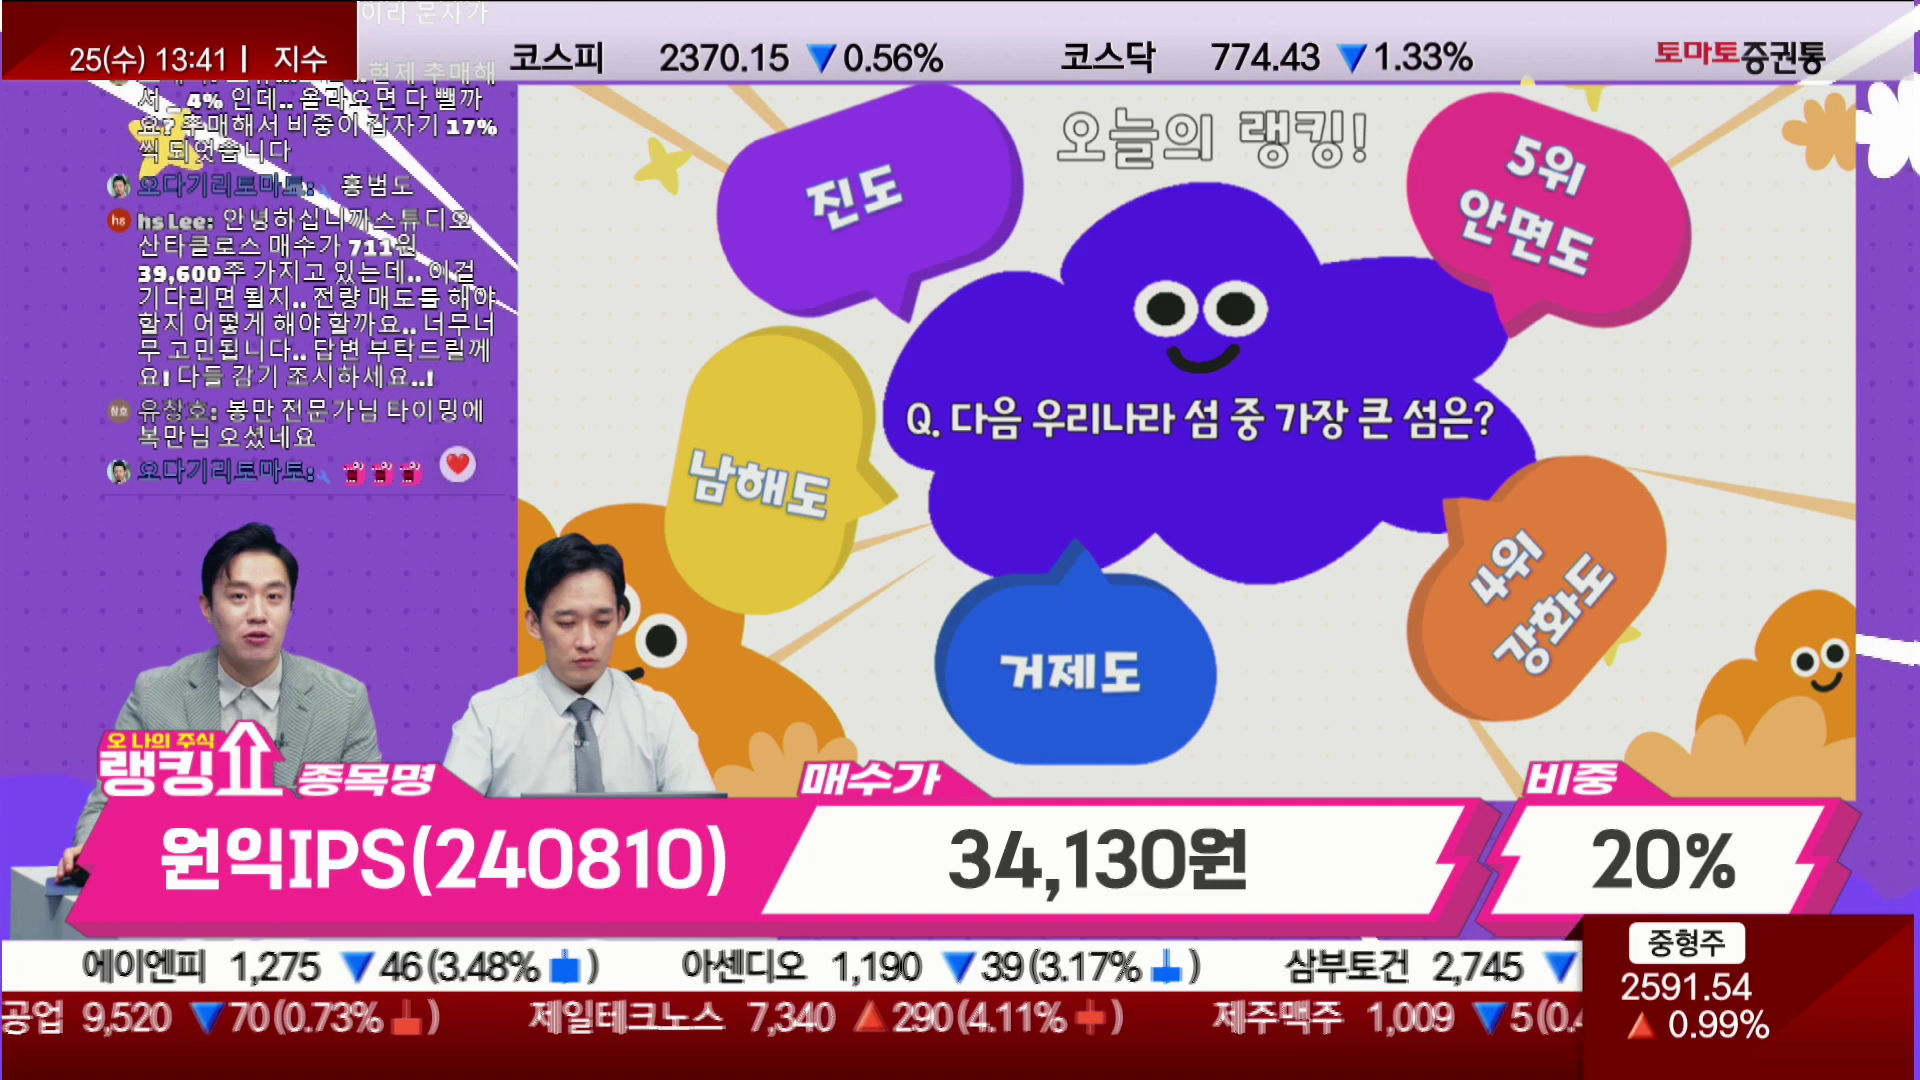 이라 문자가
25(수) 13:41 | 지수
코스피 2370.15 ▼0.56%
코스닥 774.43 ▼1.33%
토마토증권통
추매해
서 . 4% 인데.. 올라오면 다 뺄까
요? 추매해서 비중이 갑자기 17%
씩 되엇습니다
오다기리토마토: 홍범도
hs Lee: 안녕하십니까스튜디오
산타클로스 매수가 711원
39,600주 가지고 있는데.. 이걸
기다리면 될지.. 전량 매도를 해야
할지 어떻게 해야 할까요.. 너무너
무 고민됩니다.. 답변 부탁드릴께
요! 다들 감기 조시하세요..!
유창호: 봉만 전문가님 타이밍에
복만님 오셨네요
오다기리토마토:
오늘의 랭킹!
진도
5위
안면도
Q. 다음 우리나라 섬 중 가장 큰 섬은?
남해도
4위
강화도
거제도
오 나의 주식
랭킹
종목명
매수가
비중
원익IPS(240810)
34,130원
20%
에이엔피 1,275 ▼46(3.48%)
아센디오 1,190 ▼39(3.17%)
삼부토건 2,745 ▼
공업 9,520 ▼70(0.73%)
제일테크노스 7,340 ▲290(4.11%)
제주맥주 1,009 ▼5(0.4
중형주
2591.54
▲ 0.99%